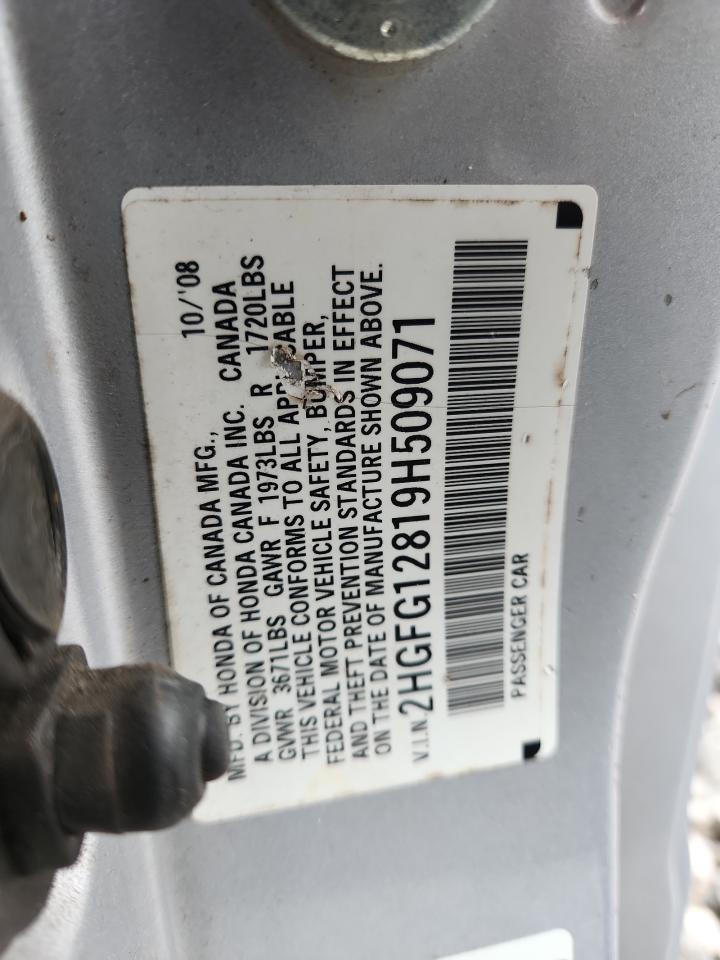 MFD. BY HONDA OF CANADA MFG., 10/'08
A DIVISION OF HONDA CANADA INC. CANADA
GVWR 3671LBS GAWR F 1973LBS R 1720LBS
THIS VEHICLE CONFORMS TO ALL
FEDERAL MOTOR VEHICLE SAFETY, BUMPER,
AND THEFT PREVENTION STANDARDS IN EFFECT
ON THE DATE OF MANUFACTURE SHOWN ABOVE.
V.I.N. 2HGFG12819H509071
PASSENGER CAR